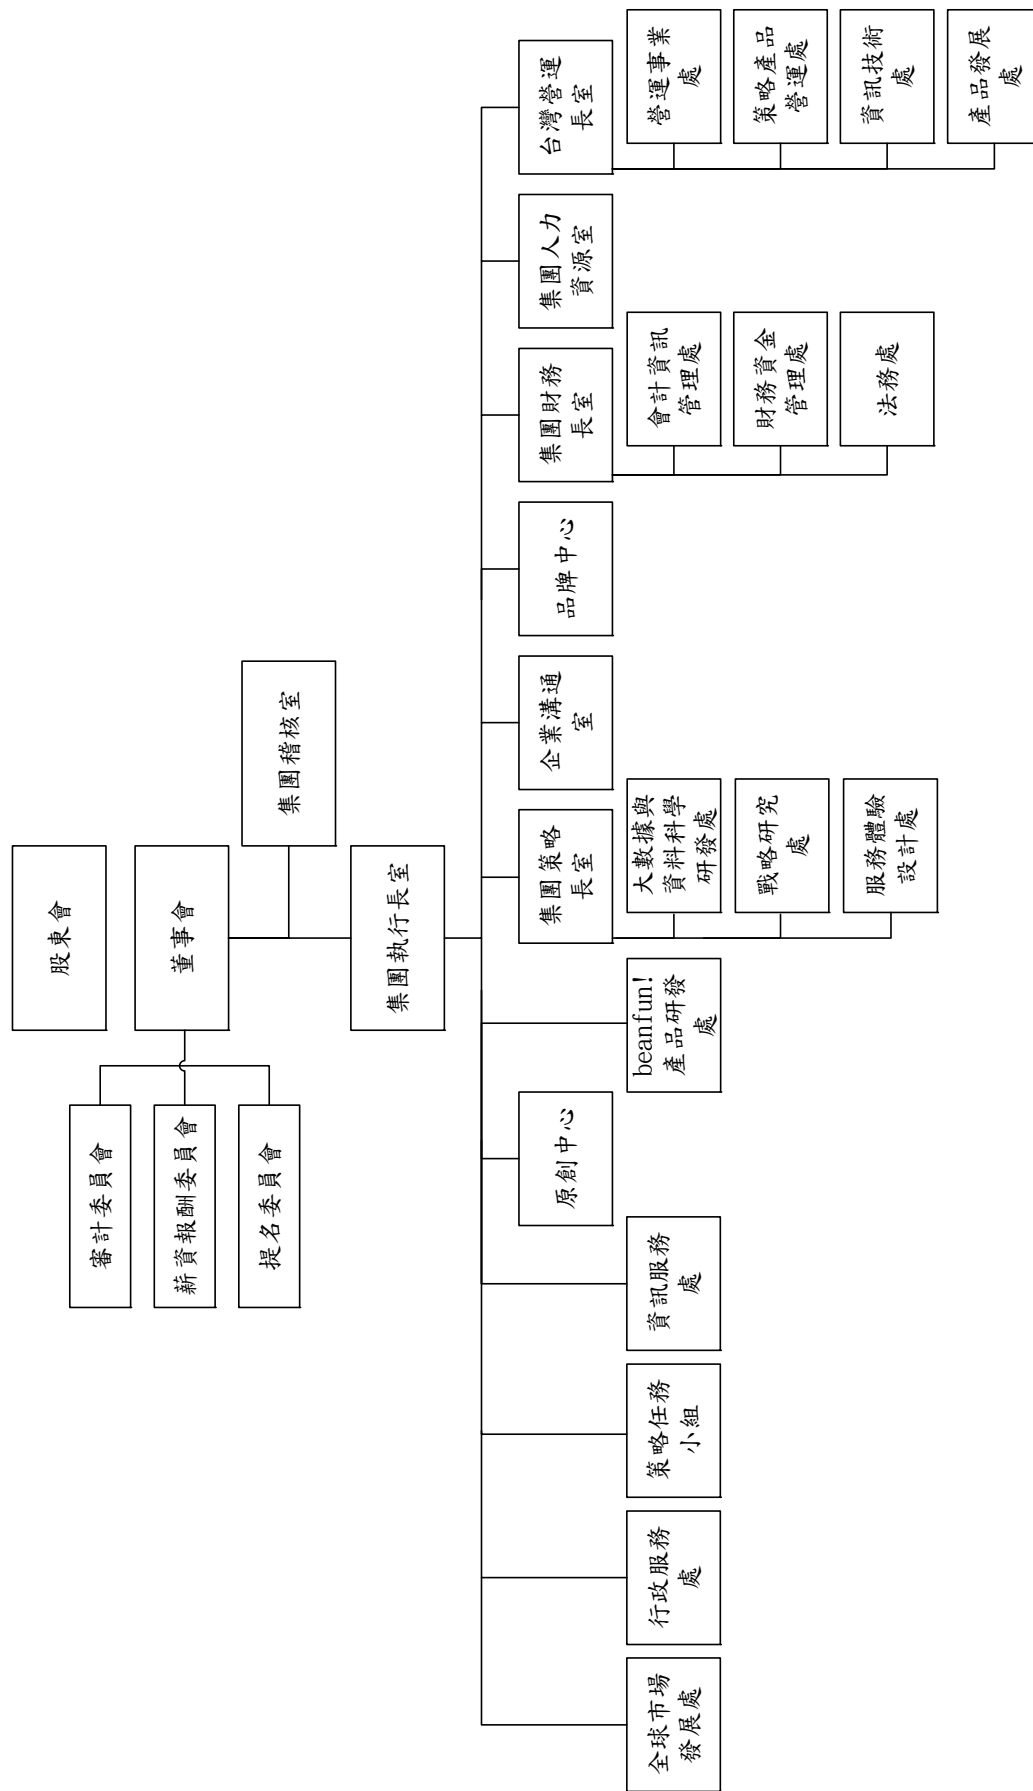 股東會
董事會
審計委員會
薪資報酬委員會
提名委員會
集團稽核室
集團執行長室
全球市場
發展處
行政服務
處
策略任務
小組
資訊服務
處
原創中心
beanfun!
產品研發
處
集團策略
長室
大數據與
資料科學
研發處
戰略研究
處
服務體驗
設計處
企業溝通
室
品牌中心
集團財務
長室
會計資訊
管理處
財務資金
管理處
法務處
集團人力
資源室
台灣營運
長室
營運事業
處
策略產品
營運處
資訊技術
處
產品發展
處